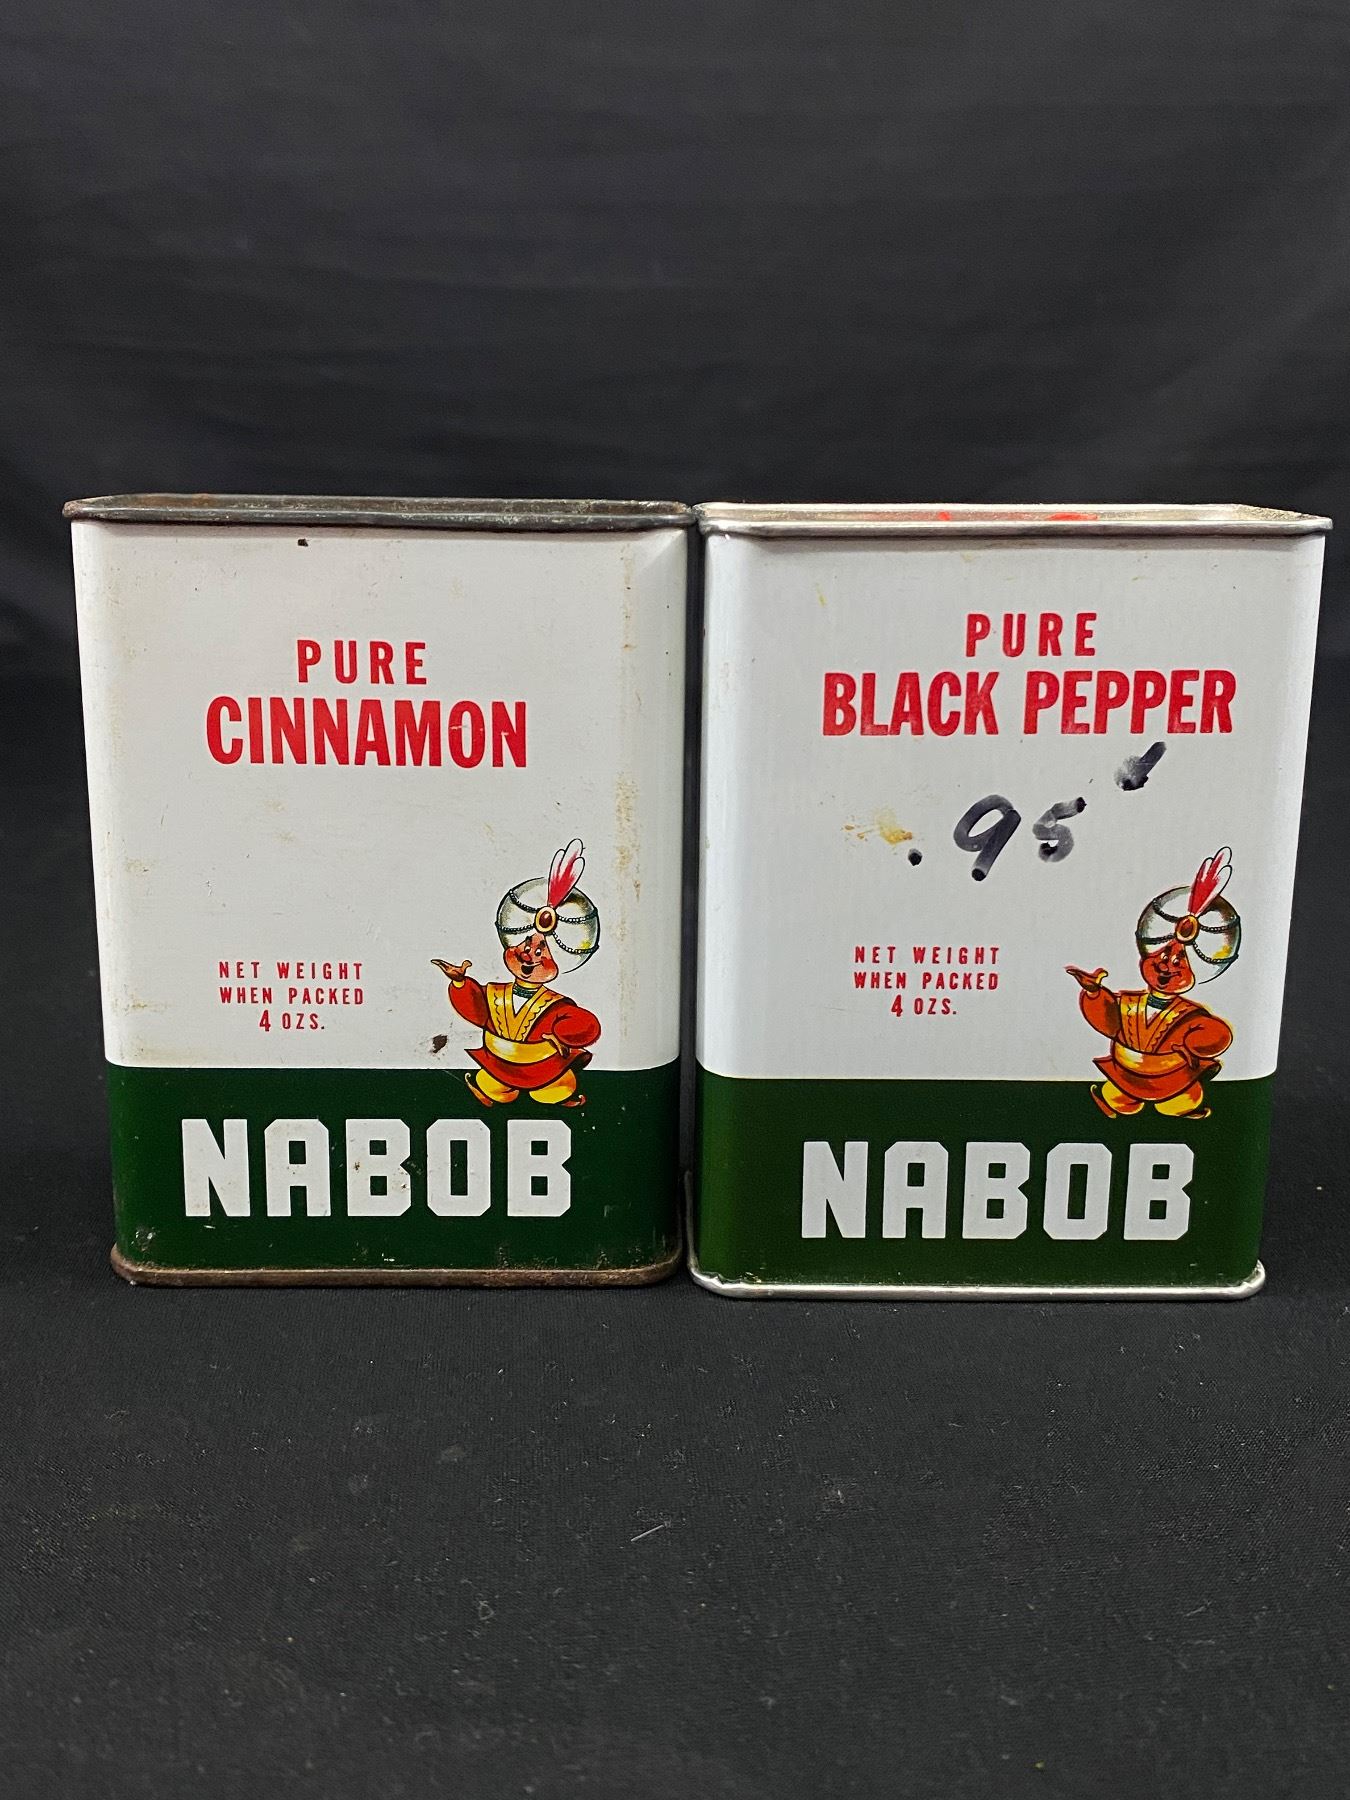 PURE
CINNAMON
NET WEIGHT
WHEN PACKED
4 OZS.
NABOB
PURE
BLACK PEPPER
.95
NET WEIGHT
WHEN PACKED
4 OZS.
NABOB